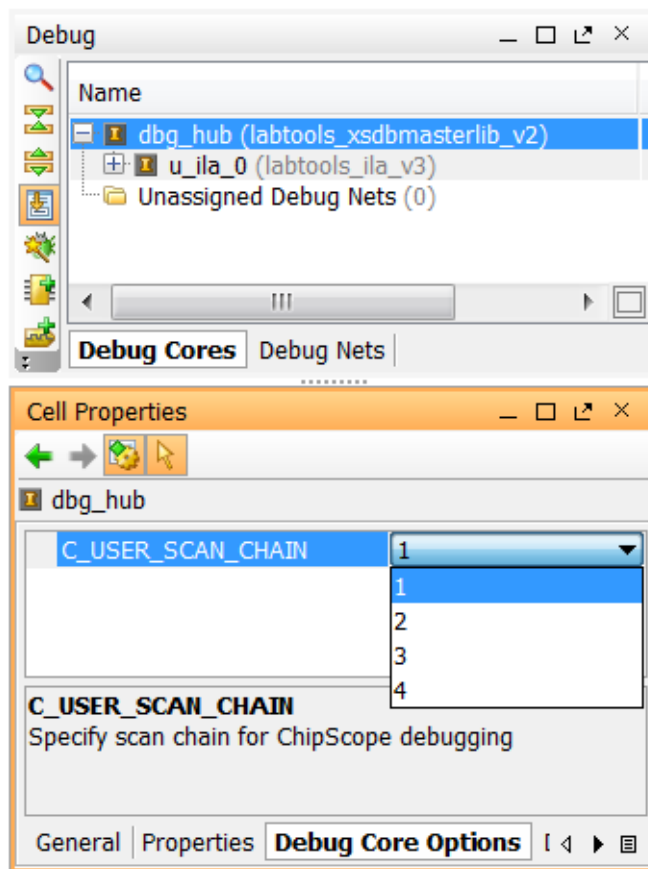 Debug
Name
dbg_hub (labtools_xsdbmasterlib_v2)
u_ila_0 (labtools_ila_v3)
Unassigned Debug Nets (0)
Debug Cores Debug Nets
Cell Properties
dbg_hub
C_USER_SCAN_CHAIN 1
1
2
3
4
C_USER_SCAN_CHAIN
Specify scan chain for ChipScope debugging
General Properties Debug Core Options